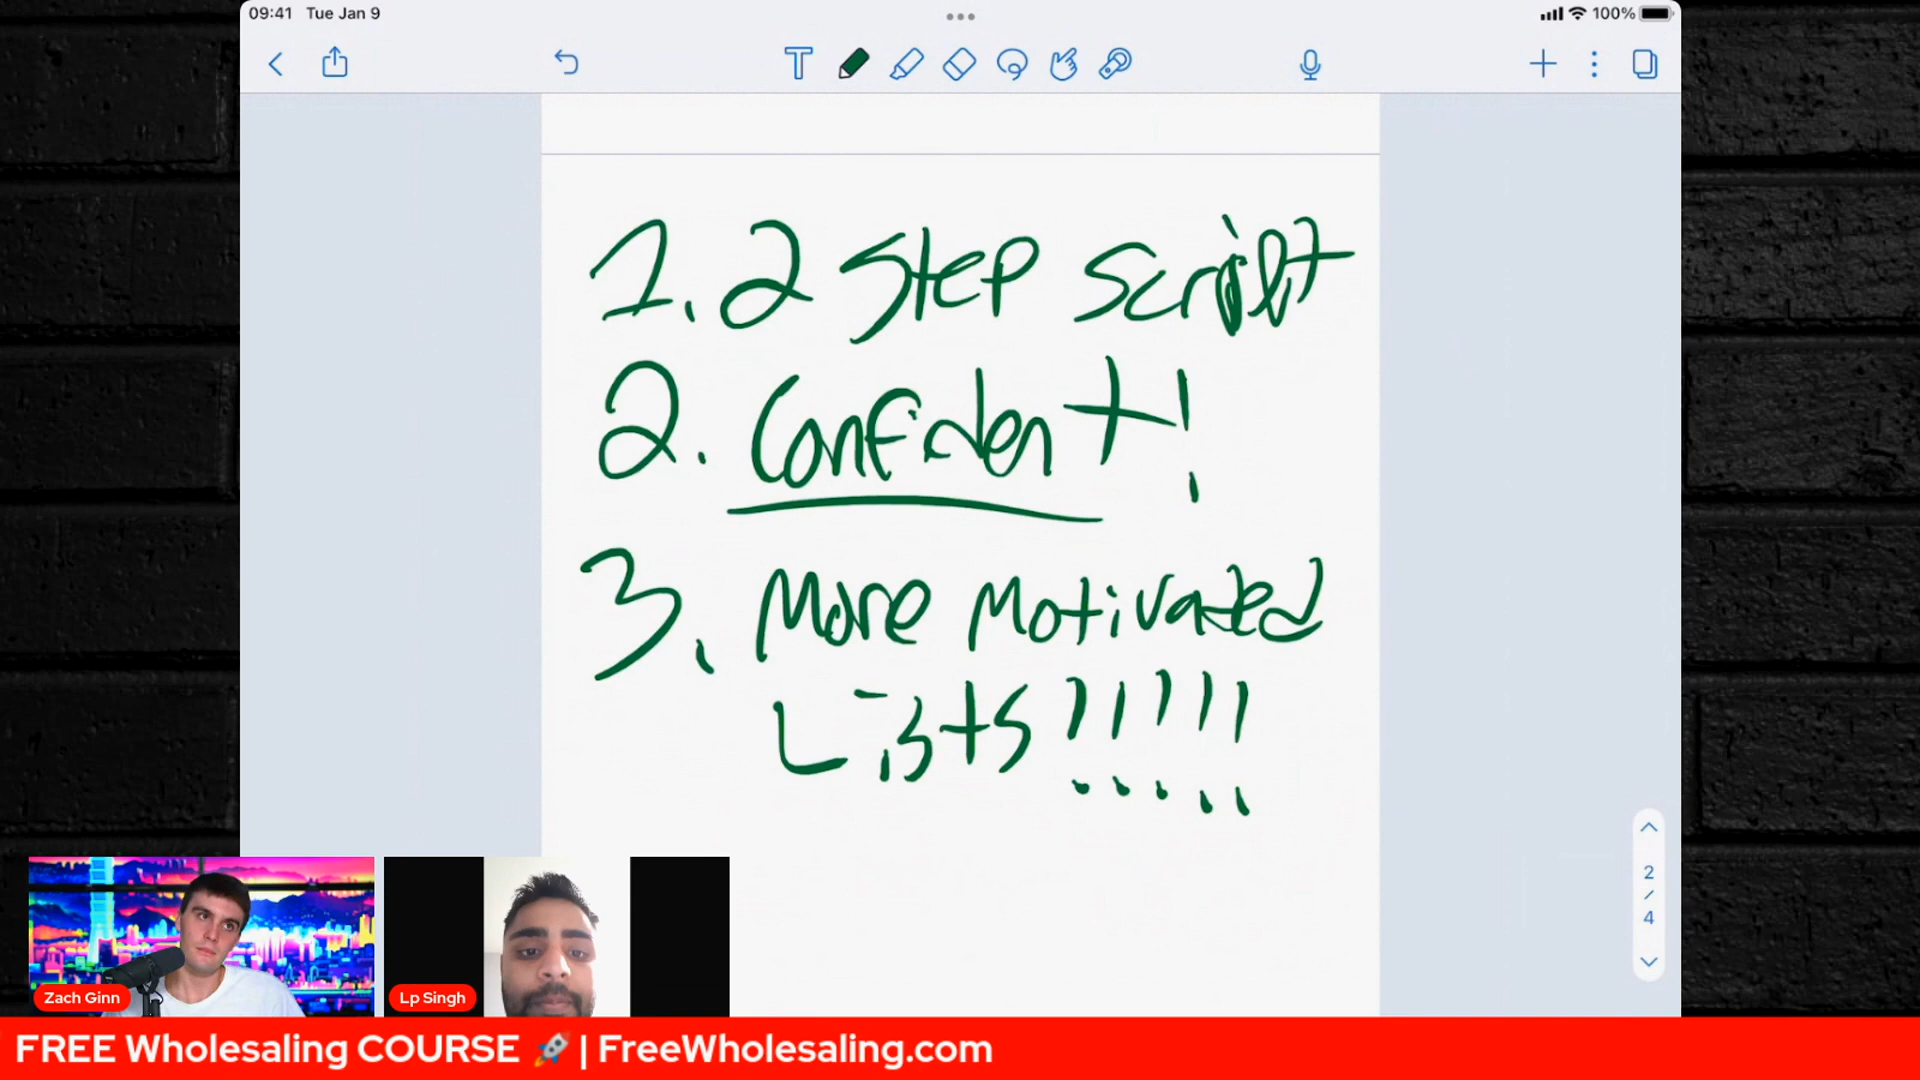 09:41 Tue Jan 9
100%
T
1. 2 Step Script
2. Confident!
3. More Motivated
Lists!!!!!
2
/
4
Zach Ginn
Lp Singh
FREE Wholesaling COURSE 🚀 | FreeWholesaling.com